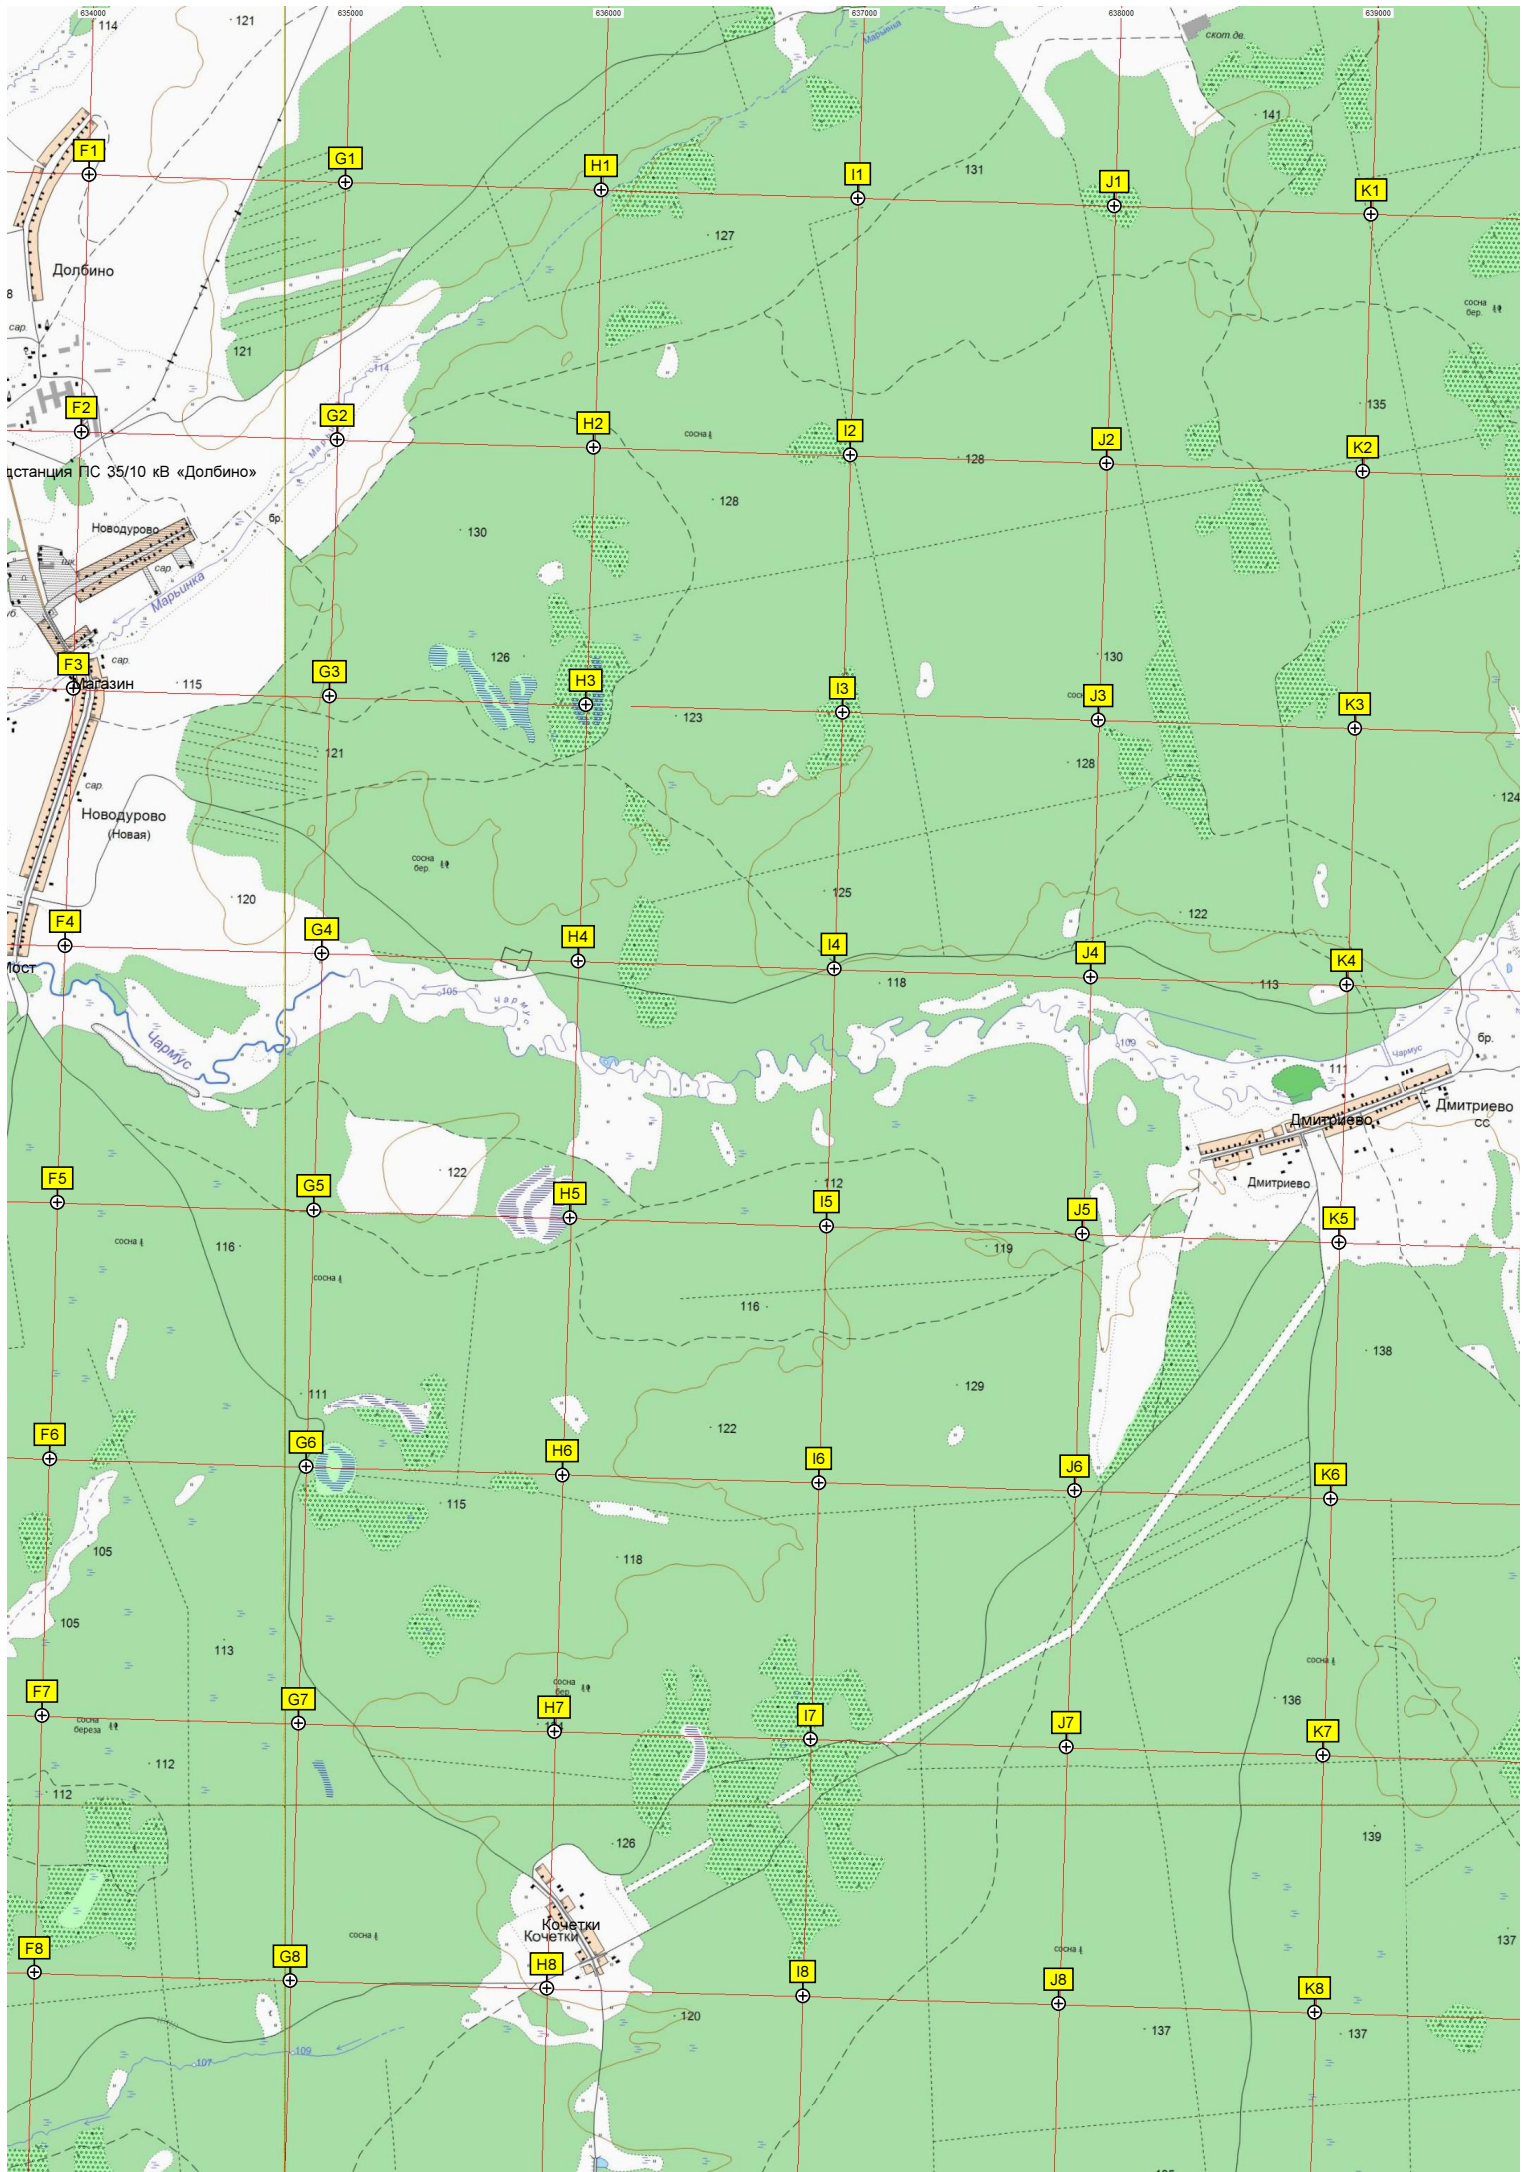 634000
635000
636000
637000
638000
639000
114
121
Марьинка
скот.дв.
141
F1
G1
H1
I1
131
J1
K1
127
Долбино
8
сар.
сосна
бер.
121
114
135
F2
G2
H2
сосна
I2
128
J2
K2
дстанция ПС 35/10 кВ «Долбино»
128
Новодурово
бр.
130
шк.
сар.
Марьинка
сар.
126
130
F3
Магазин
115
G3
H3
I3
123
J3
K3
121
128
сар.
124
Новодурово
(Новая)
сосна
бер.
120
125
122
F4
G4
H4
I4
J4
K4
Мост
105
Чармус
118
113
Чармус
109
бр.
Чармус
111
Дмитриево
Дмитриево
СС
122
112
Дмитриево
F5
G5
H5
I5
J5
K5
сосна
116
119
сосна
116
138
111
129
122
F6
G6
H6
I6
J6
K6
115
105
118
105
113
сосна
сосна
бер.
136
F7
G7
H7
I7
J7
K7
сосна
береза
112
112
126
139
Кочетки
Кочетки
сосна
сосна
137
F8
G8
H8
I8
J8
K8
120
137
137
107
109